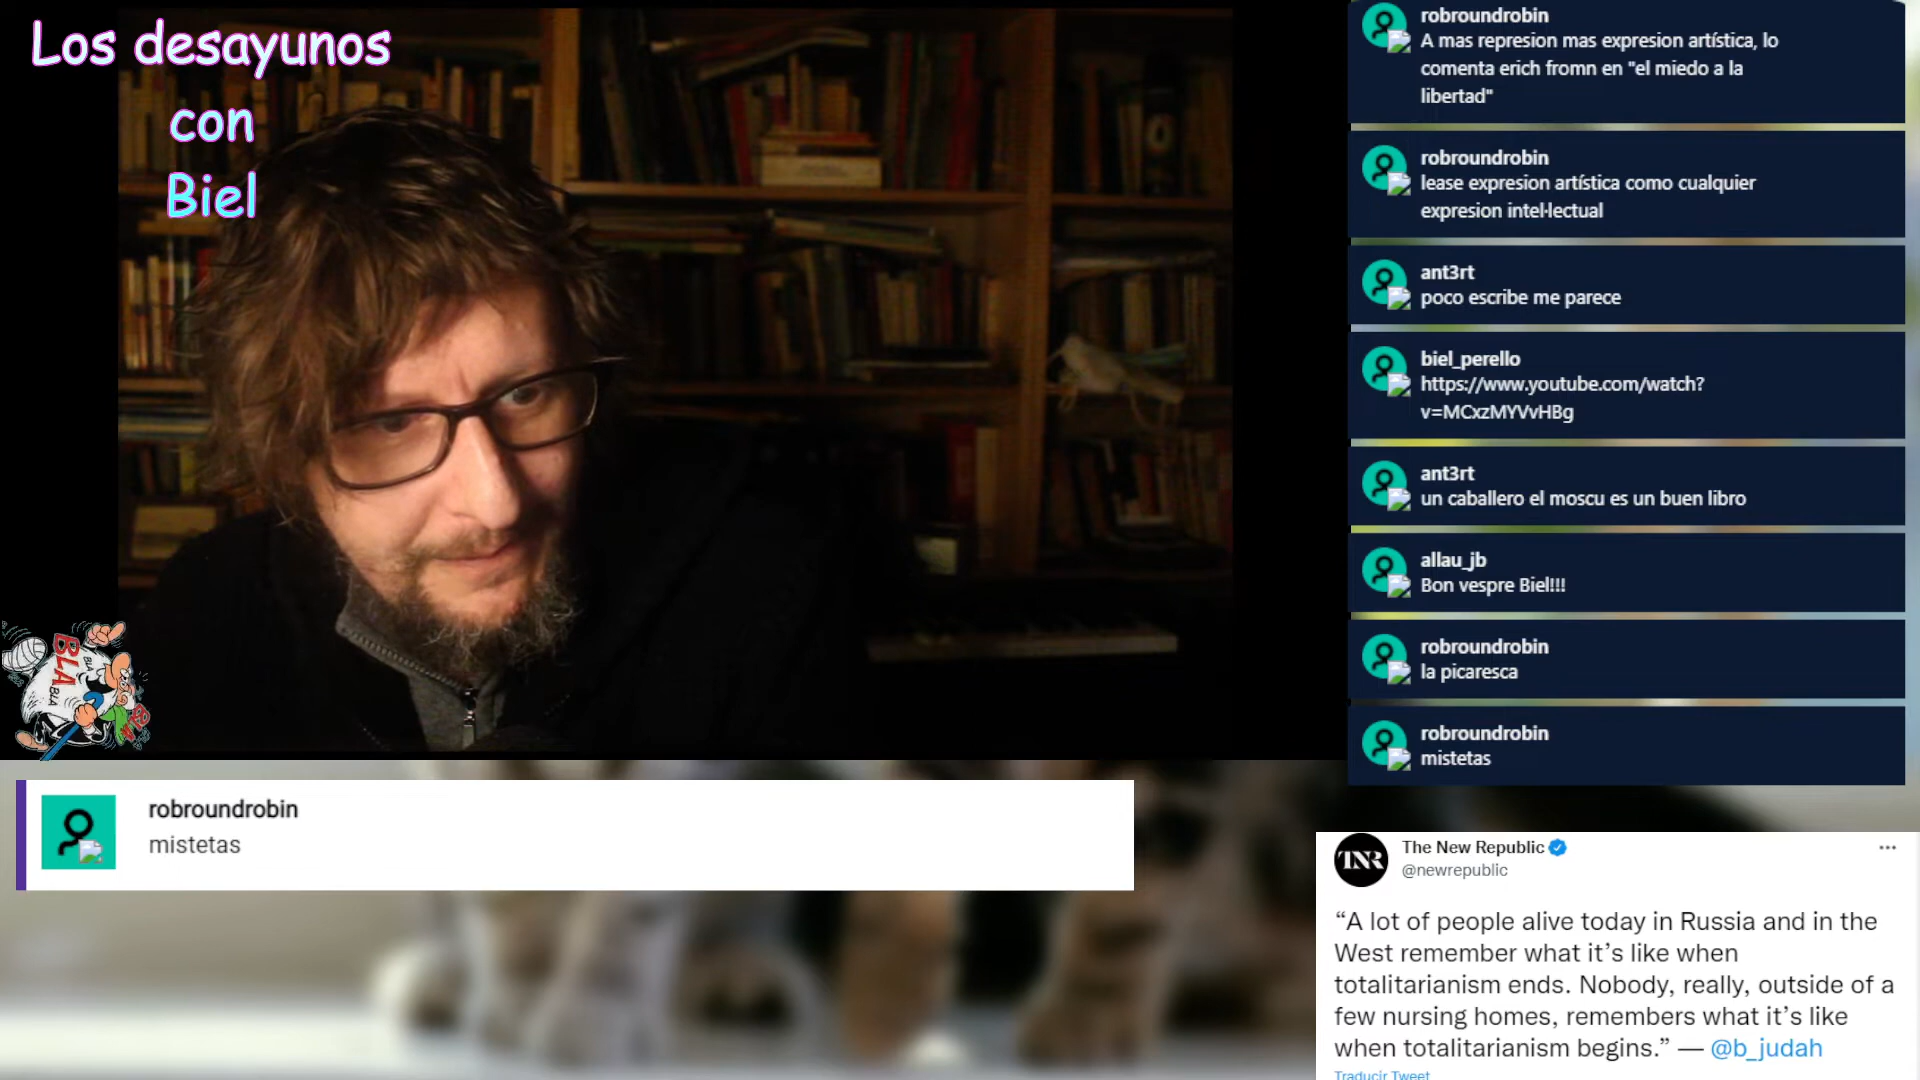 Los desayunos
con
Biel
BLA
BLA
BLA
robroundrobin
mistetas
robroundrobin
A mas represion mas expresion artística, lo
comenta erich fromn en "el miedo a la
libertad"
robroundrobin
lease expresion artística como cualquier
expresion intel·lectual
ant3rt
poco escribe me parece
biel_perello
https://www.youtube.com/watch?
v=MCxzMYVvHBg
ant3rt
un caballero el moscu es un buen libro
allau_jb
Bon vespre Biel!!!
robroundrobin
la picaresca
robroundrobin
mistetas
TNR
The New Republic
@newrepublic
“A lot of people alive today in Russia and in the
West remember what it’s like when
totalitarianism ends. Nobody, really, outside of a
few nursing homes, remembers what it’s like
when totalitarianism begins.” — @b_judah
Traducir Tweet